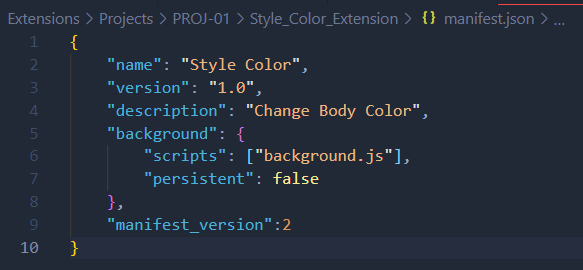 Extensions > Projects > PROJ-01 > Style_Color_Extension > {} manifest.json > ...
1 {
2 "name": "Style Color",
3 "version": "1.0",
4 "description": "Change Body Color",
5 "background": {
6 "scripts": ["background.js"],
7 "persistent": false
8 },
9 "manifest_version":2
10 }